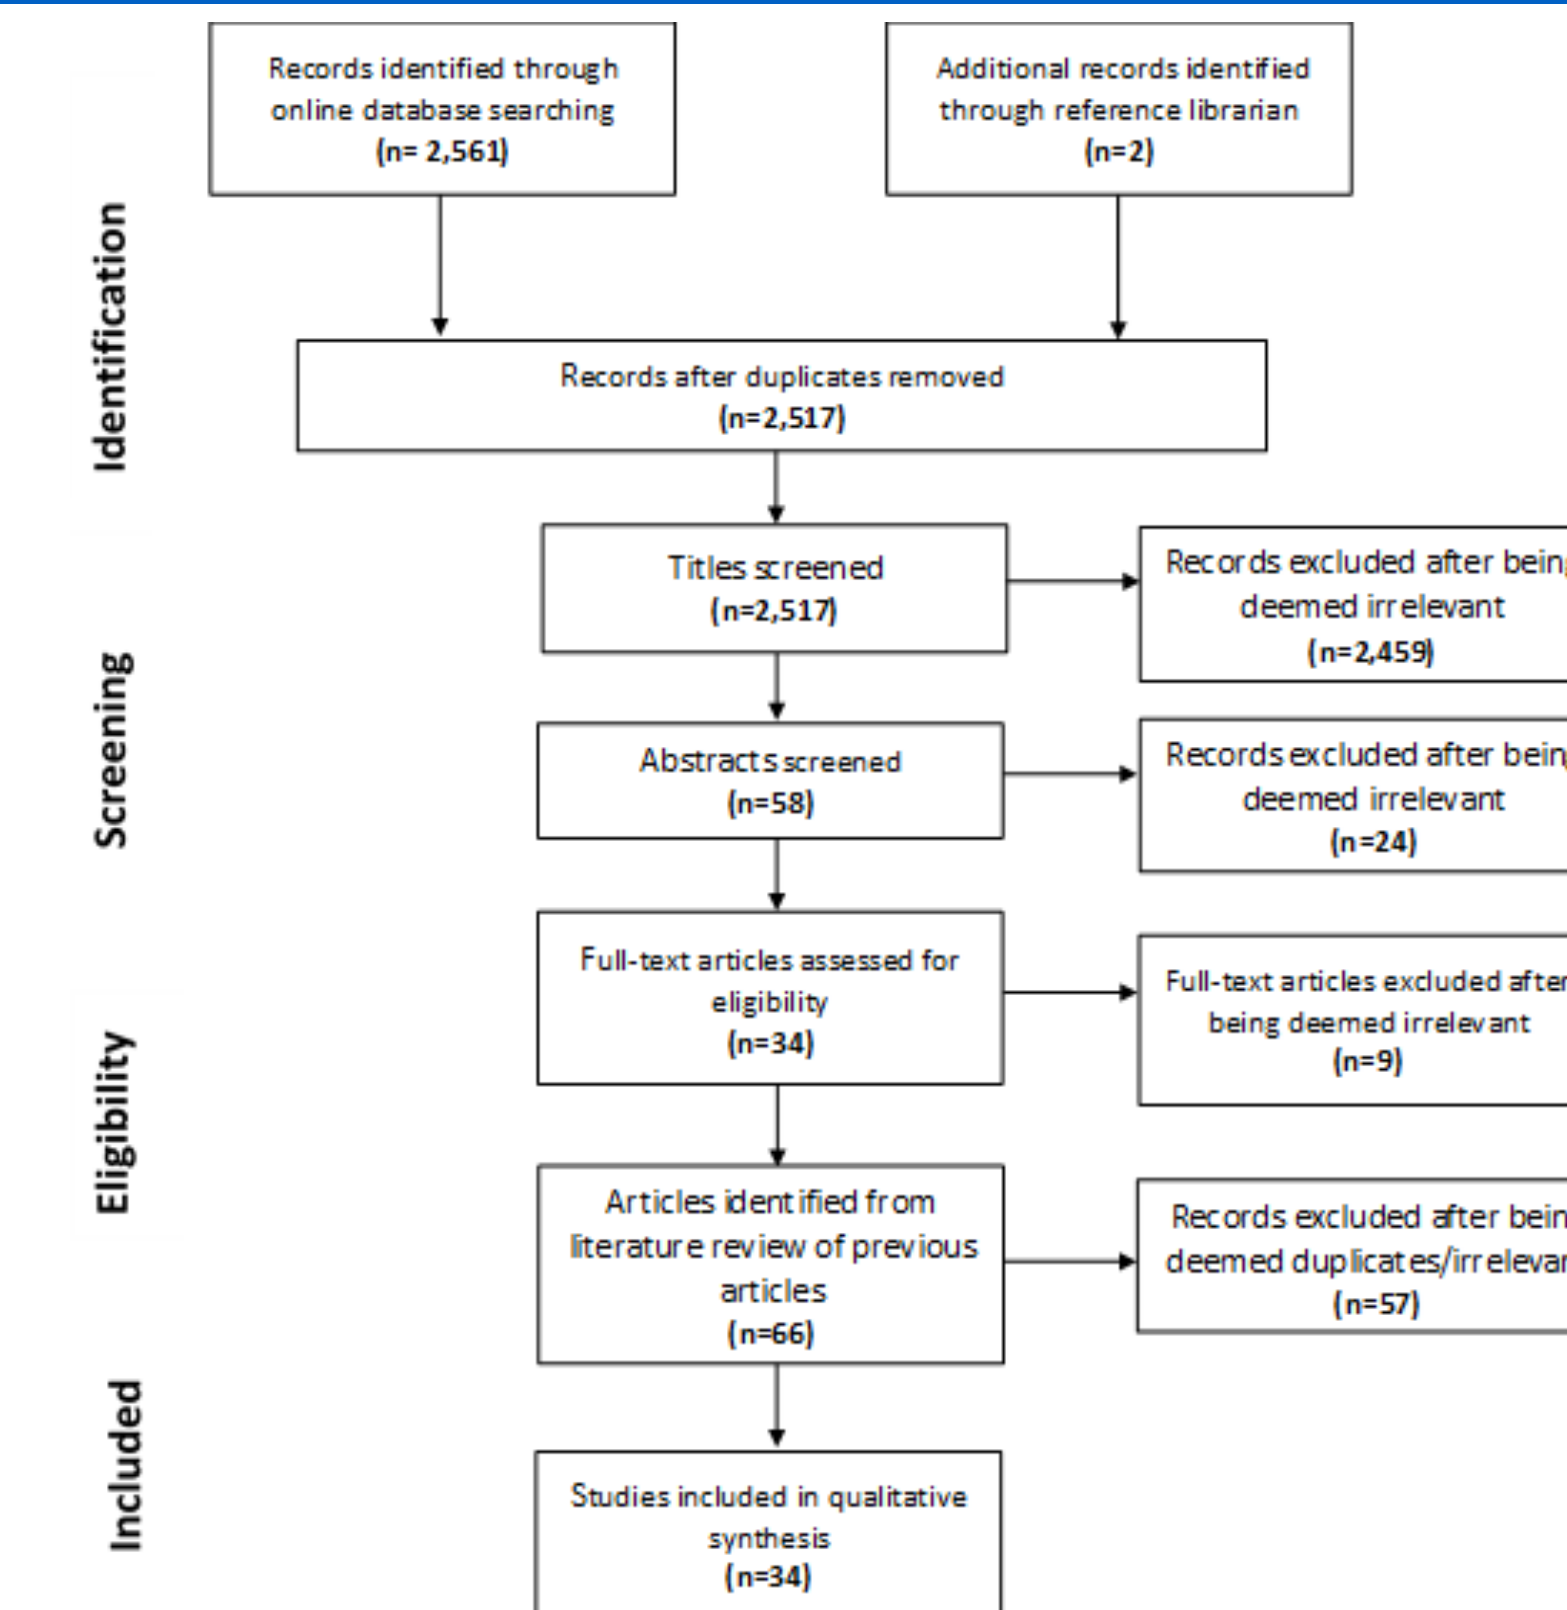 Records identified through
online database searching
(n= 2,561)
Additional records identified
through reference librarian
(n=2)
Identification
Records after duplicates removed
(n=2,517)
Titles screened
(n=2,517)
Records excluded after being
deemed irrelevant
(n=2,459)
Screening
Abstracts screened
(n=58)
Records excluded after being
deemed irrelevant
(n=24)
Full-text articles assessed for
eligibility
(n=34)
Full-text articles excluded after
being deemed irrelevant
(n=9)
Eligibility
Articles identified from
literature review of previous
articles
(n=66)
Records excluded after
deemed
(n=57)
Included
Studies included in qualitative
synthesis
(n=34)